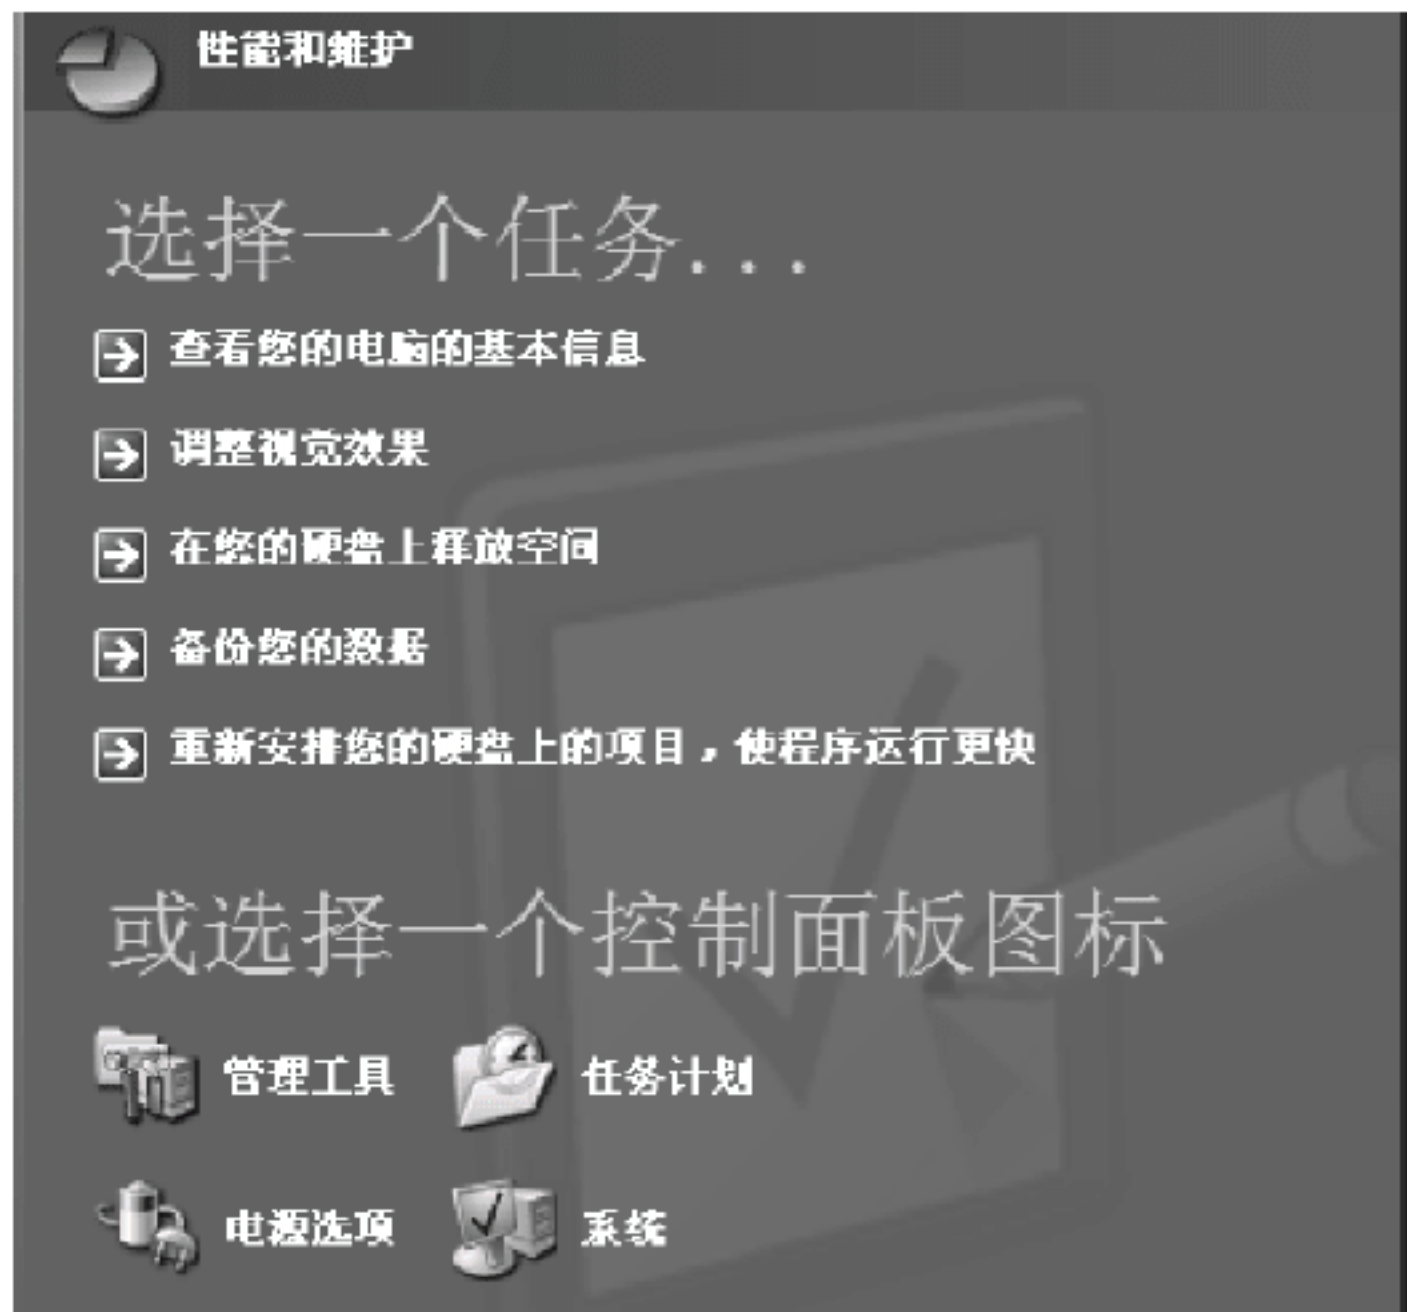 性能和维护
选择一个任务...
查看您的电脑的基本信息
调整视觉效果
在您的硬盘上释放空间
备份您的数据
重新安排您的硬盘上的项目，使程序运行更快
或选择一个控制面板图标
管理工具 任务计划
电源选项 系统